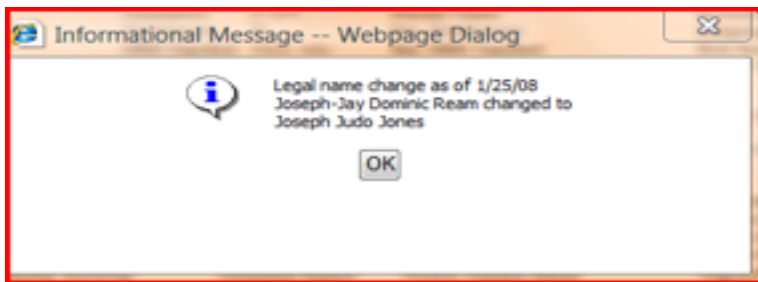 Informational Message -- Webpage Dialog
Legal name change as of 1/25/08
Joseph-Jay Dominic Ream changed to
Joseph Judo Jones
OK